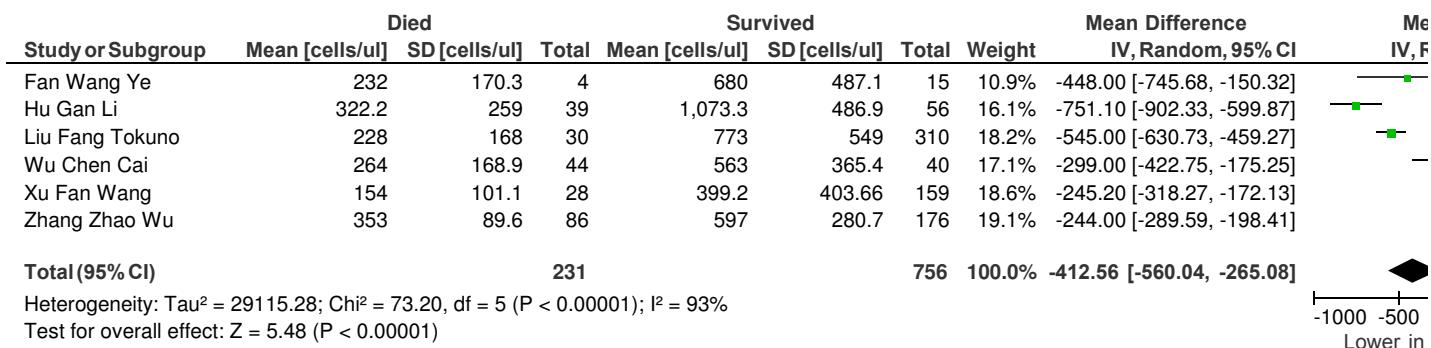 Died Survived Mean Difference Me
Study or Subgroup Mean [cells/ul] SD [cells/ul] Total Mean [cells/ul] SD [cells/ul] Total Weight IV, Random, 95% CI IV, R
Fan Wang Ye 232 170.3 4 680 487.1 15 10.9% -448.00 [-745.68, -150.32]
Hu Gan Li 322.2 259 39 1,073.3 486.9 56 16.1% -751.10 [-902.33, -599.87]
Liu Fang Tokuno 228 168 30 773 549 310 18.2% -545.00 [-630.73, -459.27]
Wu Chen Cai 264 168.9 44 563 365.4 40 17.1% -299.00 [-422.75, -175.25]
Xu Fan Wang 154 101.1 28 399.2 403.66 159 18.6% -245.20 [-318.27, -172.13]
Zhang Zhao Wu 353 89.6 86 597 280.7 176 19.1% -244.00 [-289.59, -198.41]
Total (95% CI) 231 756 100.0% -412.56 [-560.04, -265.08]
Heterogeneity: Tau² = 29115.28; Chi² = 73.20, df = 5 (P < 0.00001); I² = 93%
Test for overall effect: Z = 5.48 (P < 0.00001)
-1000 -500
Lower in